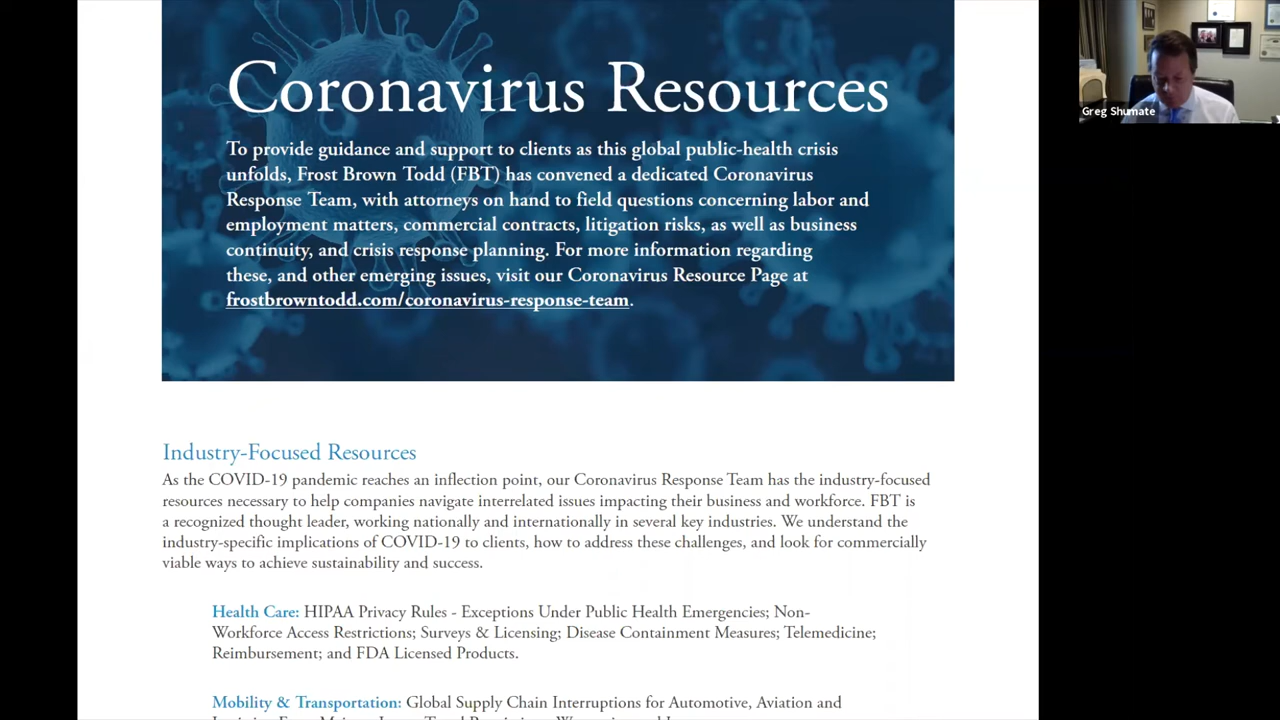 Coronavirus Resources
To provide guidance and support to clients as this global public-health crisis
unfolds, Frost Brown Todd (FBT) has convened a dedicated Coronavirus
Response Team, with attorneys on hand to field questions concerning labor and
employment matters, commercial contracts, litigation risks, as well as business
continuity, and crisis response planning. For more information regarding
these, and other emerging issues, visit our Coronavirus Resource Page at
frostbrowntodd.com/coronavirus-response-team.
Greg Shumate
Industry-Focused Resources
As the COVID-19 pandemic reaches an inflection point, our Coronavirus Response Team has the industry-focused
resources necessary to help companies navigate interrelated issues impacting their business and workforce. FBT is
a recognized thought leader, working nationally and internationally in several key industries. We understand the
industry-specific implications of COVID-19 to clients, how to address these challenges, and look for commercially
viable ways to achieve sustainability and success.
Health Care: HIPAA Privacy Rules - Exceptions Under Public Health Emergencies; Non-
Workforce Access Restrictions; Surveys & Licensing; Disease Containment Measures; Telemedicine;
Reimbursement; and FDA Licensed Products.
Mobility & Transportation: Global Supply Chain Interruptions for Automotive, Aviation and